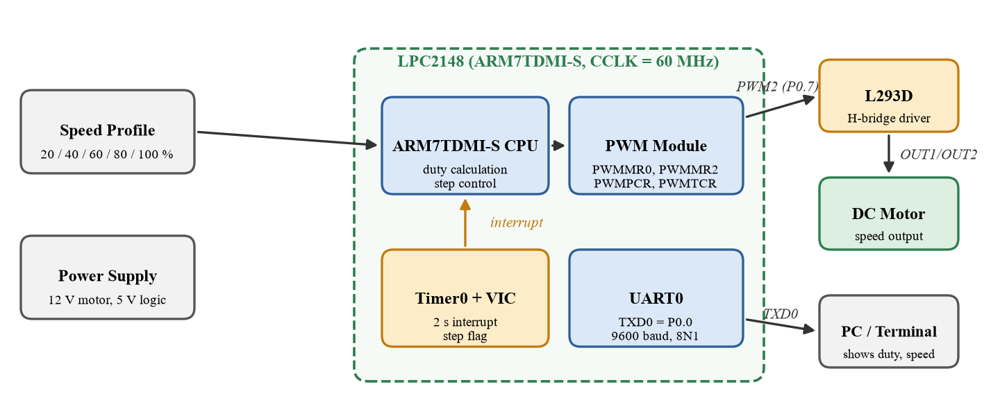 LPC2148 (ARM7TDMI-S, CCLK = 60 MHz)
Speed Profile
20 / 40 / 60 / 80 / 100 %
ARM7TDMI-S CPU
duty calculation
step control
PWM Module
PWMMR0, PWMMR2
PWMPCR, PWMTCR
PWM2 (P0.7)
L293D
H-bridge driver
OUT1/OUT2
DC Motor
speed output
interrupt
Power Supply
12 V motor, 5 V logic
Timer0 + VIC
2 s interrupt
step flag
UART0
TXD0 = P0.0
9600 baud, 8N1
TXD0
PC / Terminal
shows duty, speed